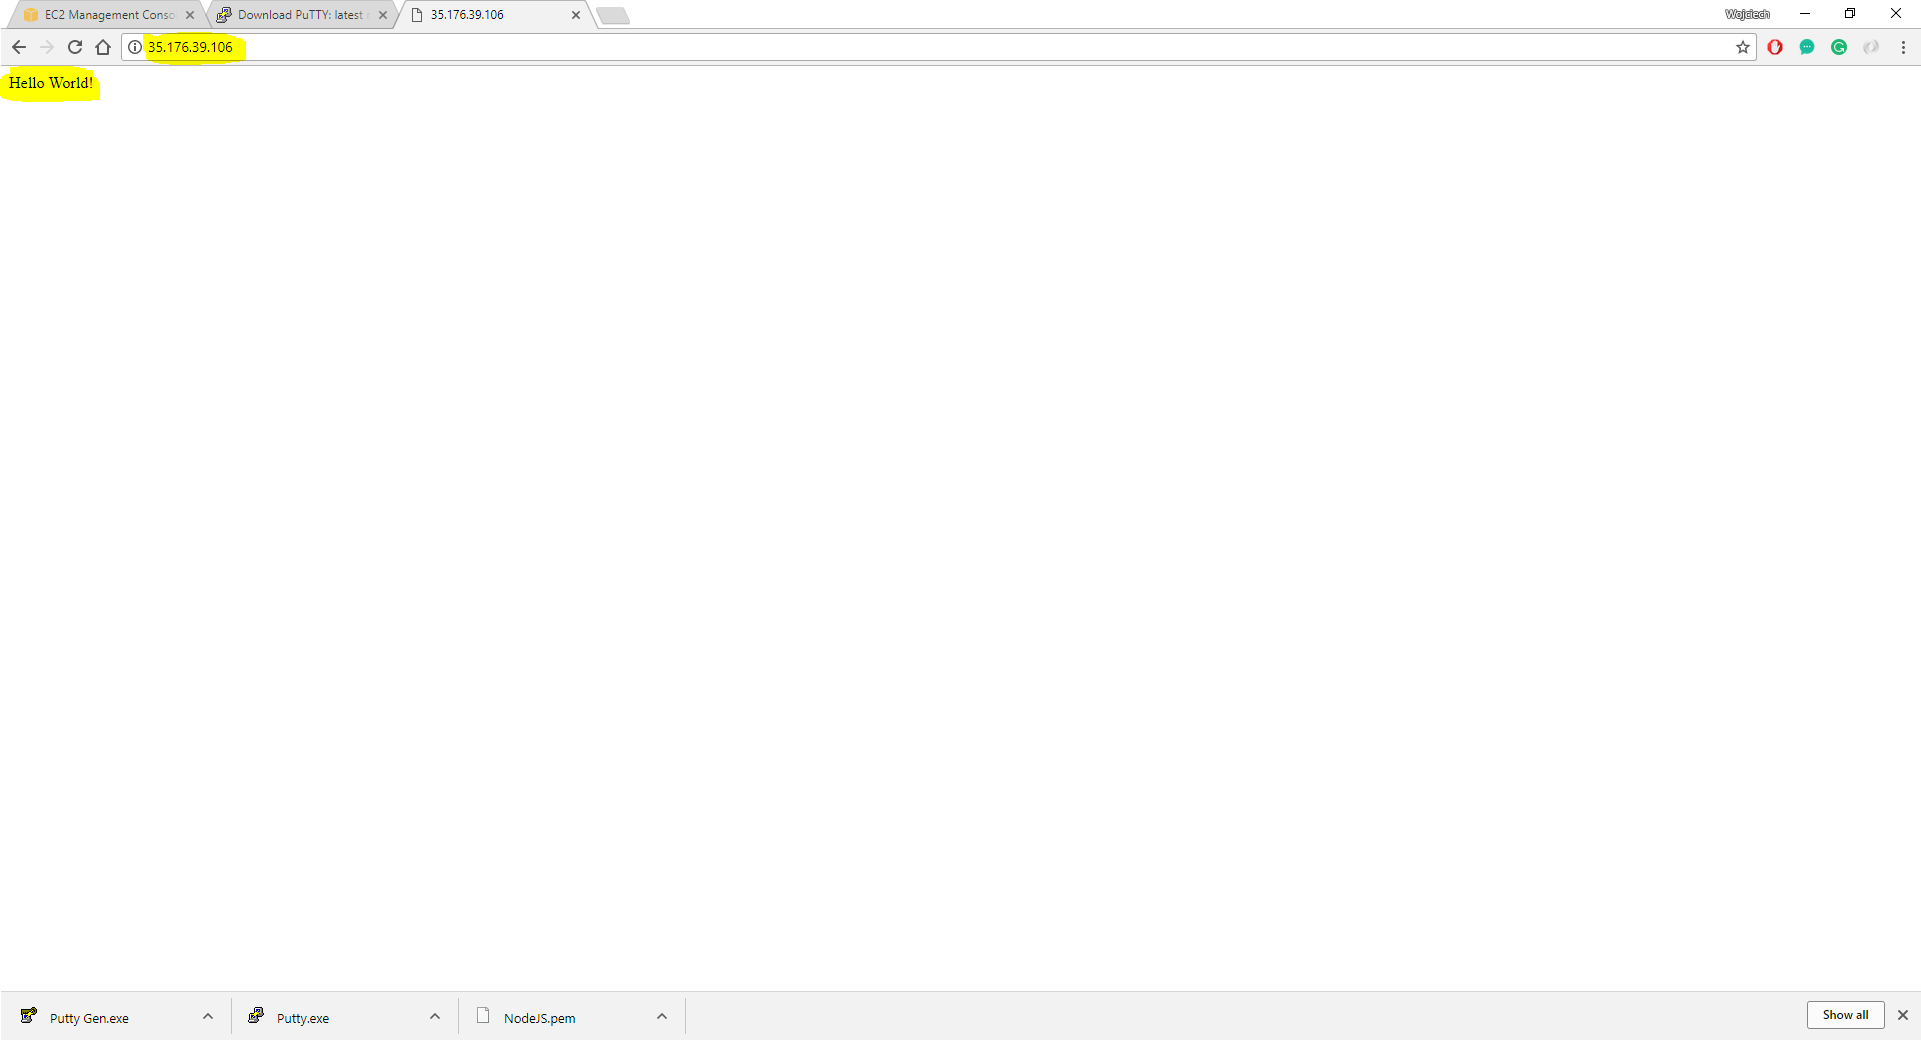 EC2 Management Conso
Download PuTTY: latest r
35.176.39.106
Wojciech
35.176.39.106
Hello World!
Putty Gen.exe
Putty.exe
NodeJS.pem
Show all